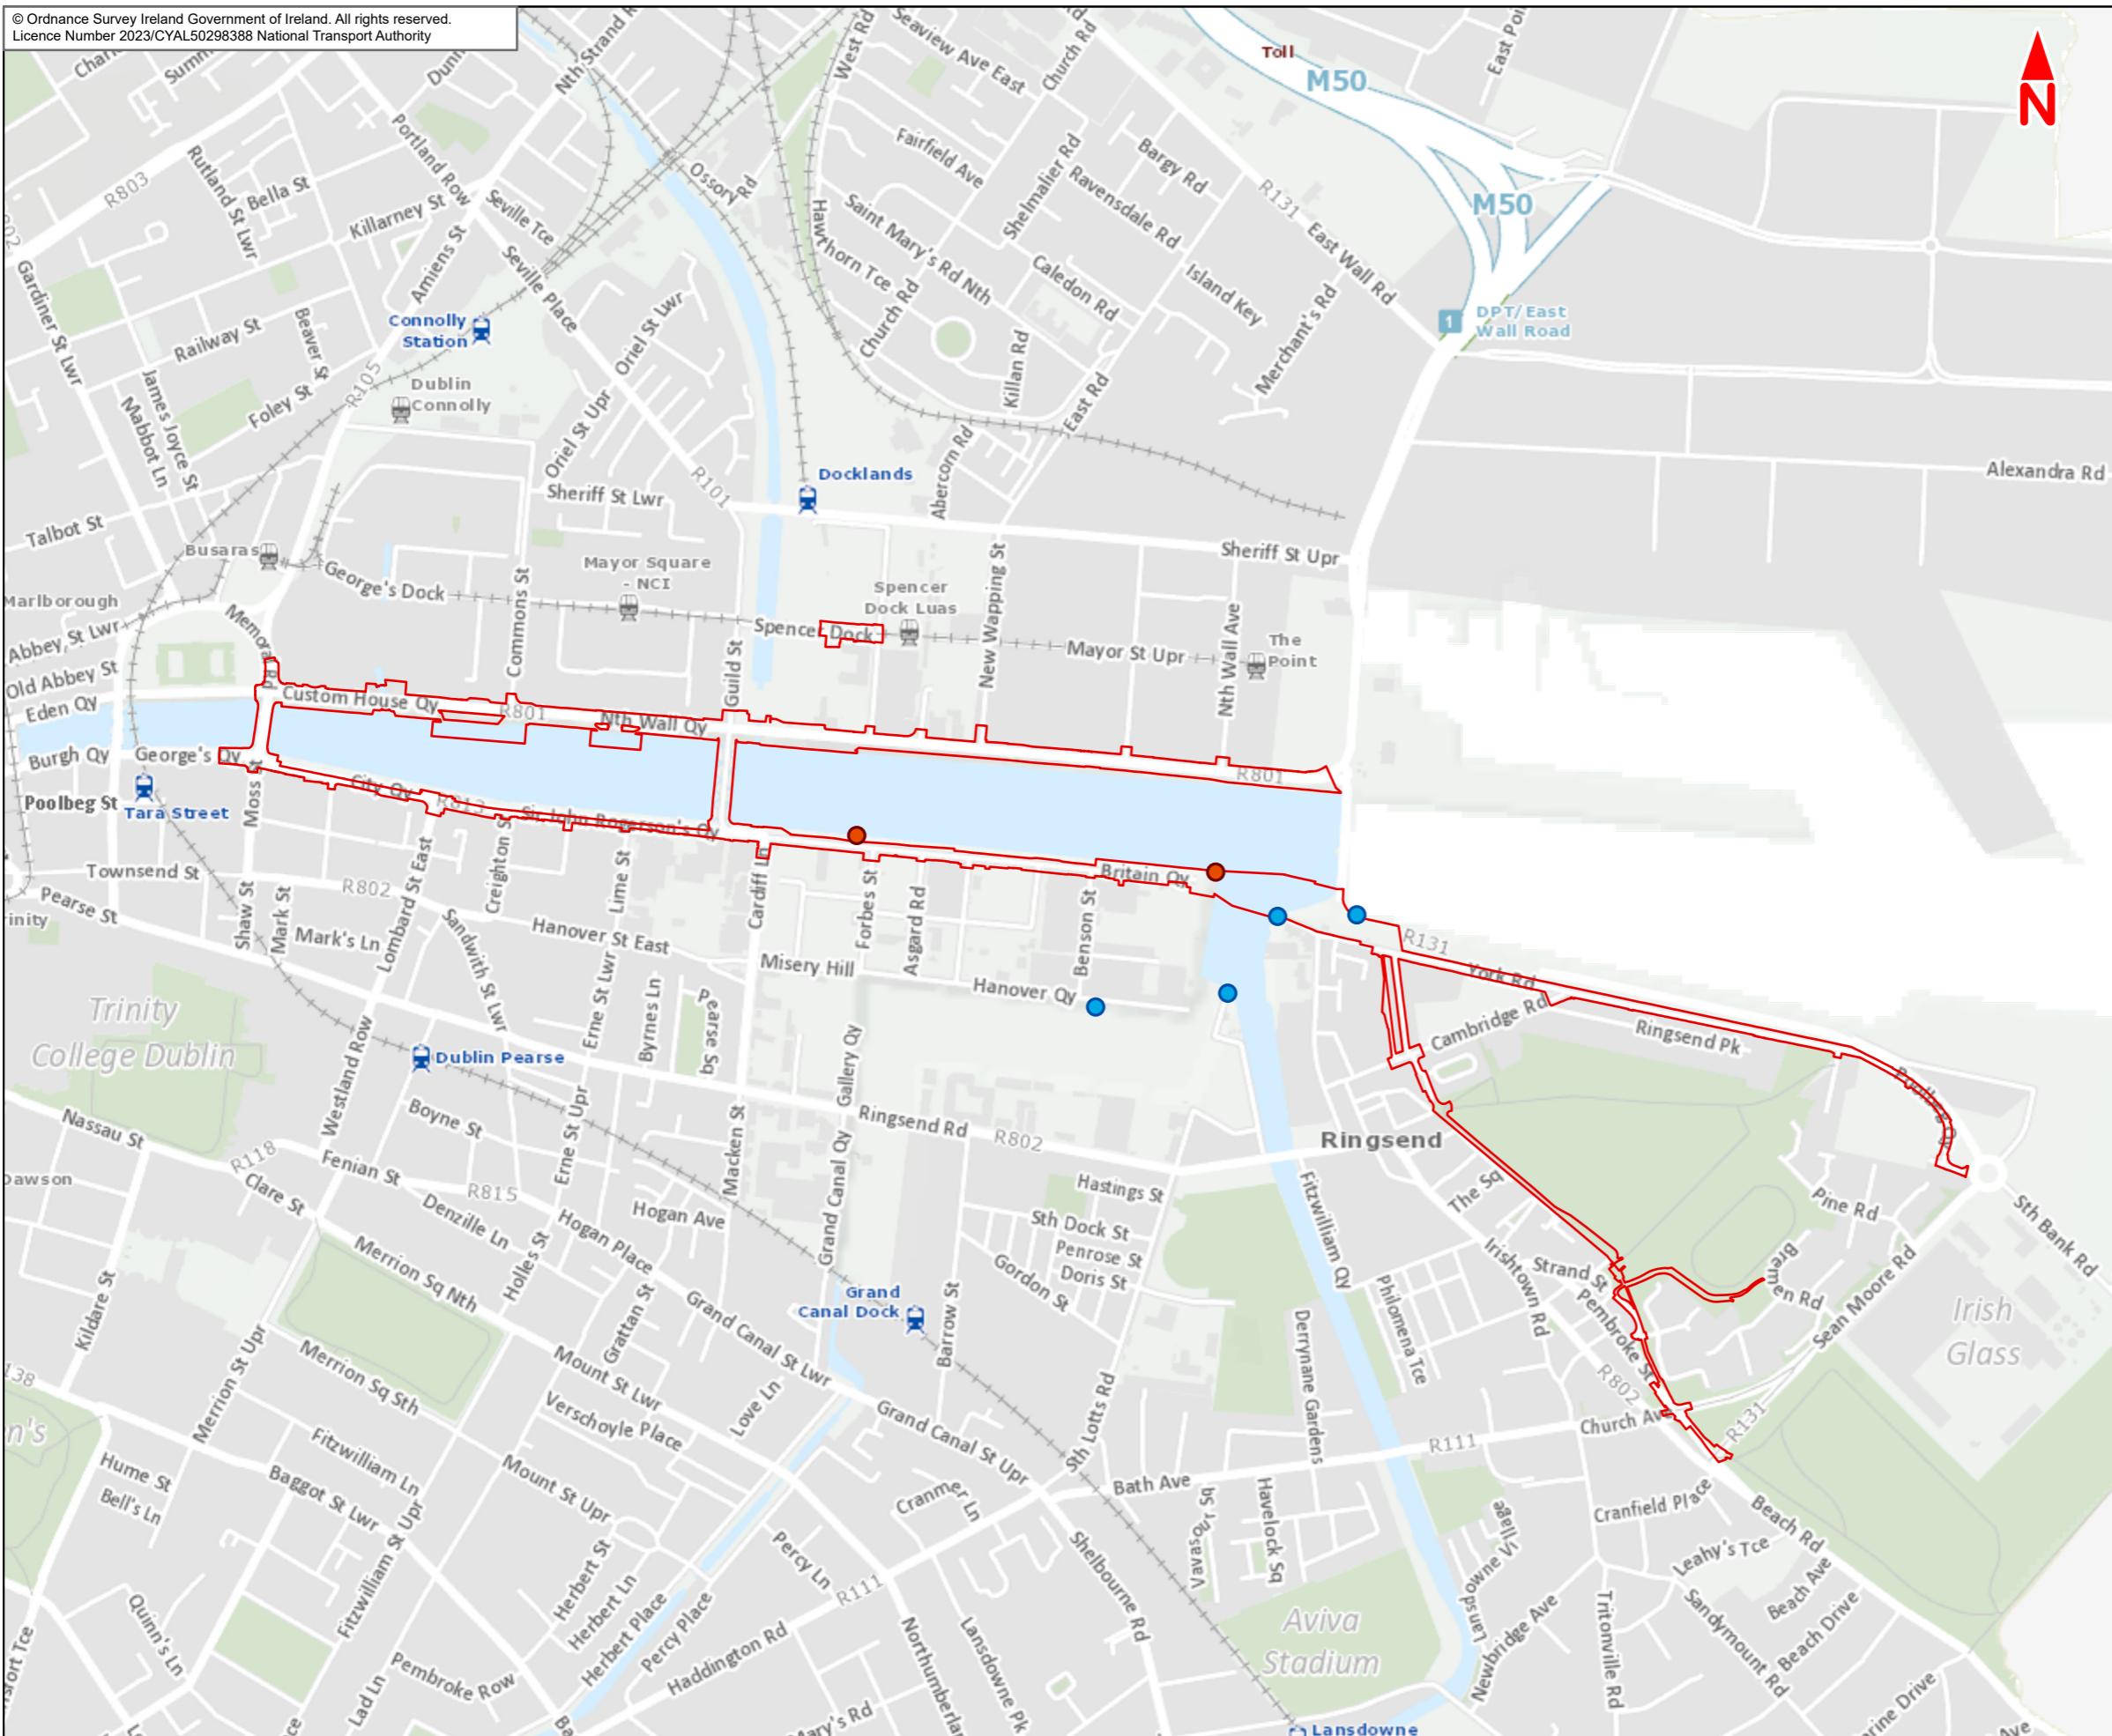 © Ordnance Survey Ireland Government of Ireland. All rights reserved.
Licence Number 2023/CYAL50298388 National Transport Authority
N
Toll
M50
M50
1
DPT/East
Wall Road
Seaview Ave East
Church Rd
West Rd
Nth Strand
Portland Row
R803
Rutland St Lwr
Bella St
Killarney St
Seville Tce
Seville Place
Amiens St
Ossory Rd
Hawthorn Tce
Fairfield Ave
Saint Mary's Rd Nth
Shelmalier Rd
Bargy Rd
Ravensdale Rd
R131
East Wall Rd
Island Key
Caledon Rd
Merchant's Rd
Church Rd
Killan Rd
East Rd
Abercorn Rd
Gardiner St Lwr
Railway St
Beaver St
Foley St
James Joyce St
Mabbot Ln
R105
Connolly
Station
Dublin
Connolly
Oriel St Lwr
Oriel St Upr
R101
Sheriff St Lwr
Docklands
Sheriff St Upr
Alexandra Rd
Talbot St
Busaras
George's Dock
Commons St
Mayor Square
- NCI
Spencer
Dock Luas
Spencer Dock
New Wapping St
Mayor St Upr
Nth Wall Ave
The
Point
Marlborough
Abbey St Lwr
Old Abbey St
Eden Qy
Memorial Rd
Custom House Qy
R801
Nth Wall Qy
Guild St
R801
Burgh Qy
George's Qy
Poolbeg St
Tara Street
Moss St
City Qy
R813
Sir John Rogerson's Qy
Britain Qy
Townsend St
Pearse St
R802
Shaw St
Mark St
Mark's Ln
Lombard St East
Creighton St
Lime St
Sandwith St Lwr
Hanover St East
Erne St Lwr
Byrnes Ln
Pearse Sq
Cardiff Ln
Forbes St
Asgard Rd
Benson St
Misery Hill
Hanover Qy
R131
York Rd
Cambridge Rd
Ringsend Pk
Trinity
College Dublin
Westland Row
Dublin Pearse
Boyne St
Erne St Upr
Macken St
Gallery Qy
Grand Canal Qy
Ringsend Rd
R802
Ringsend
Nassau St
R118
Clare St
Fenian St
R815
Denzille Ln
Holles St
Hogan Place
Hogan Ave
Hastings St
Sth Dock St
Penrose St
Doris St
Gordon St
Fitzwilliam Qy
The Sq
Irishtown Rd
Strand St
Pembroke St
Pine Rd
Bremen Rd
Sean Moore Rd
Sth Bank Rd
Irish
Glass
Dawson
Kildare St
Merrion Sq Nth
Merrion St Upr
Merrion Sq Sth
Grattan St
Mount St Lwr
Grand Canal St Lwr
Grand
Canal Dock
Barrow St
Verschoyle Place
Love Ln
Grand Canal St Upr
Sth Lotts Rd
Derrynane Gardens
Philomena Tce
R802
Church Ave
R131
R111
Hume St
Bell's Ln
Baggot St Lwr
Fitzwilliam Ln
Fitzwilliam St Upr
Mount St Upr
Cranmer Ln
Bath Ave
Vavasour Sq
Havelock Sq
Cranfield Place
Beach Rd
Leahy's Tce
Beach Ave
Beach Drive
Lansdowne Village
Newbridge Ave
Tritonville Rd
Sandymount Rd
Quinn's Ln
Herbert St
Herbert Ln
Herbert Place
Percy Place
Percy Ln
R111
Haddington Rd
Shelbourne Rd
Lansdowne Pk
Aviva
Stadium
Lad Ln
Pembroke Row
Lansdowne